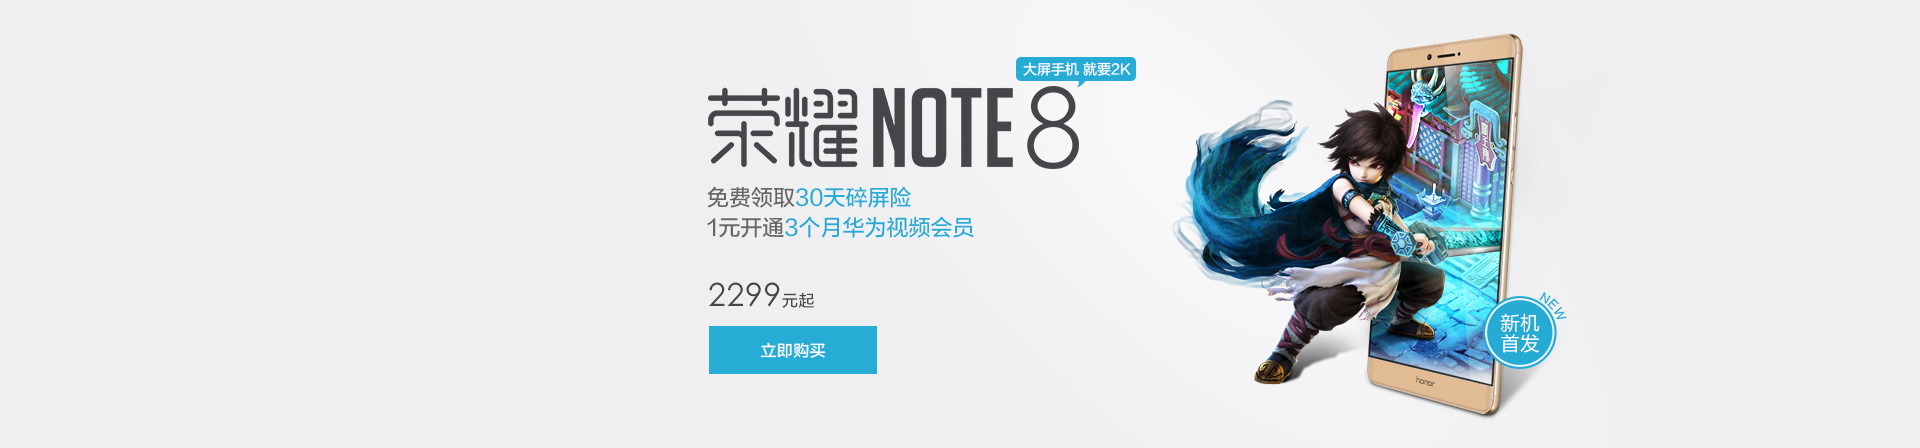 大屏手机 就要2K
荣耀NOTE 8
免费领取30天碎屏险
1元开通3个月华为视频会员
2299元起
立即购买
NEW
新机
首发
honor